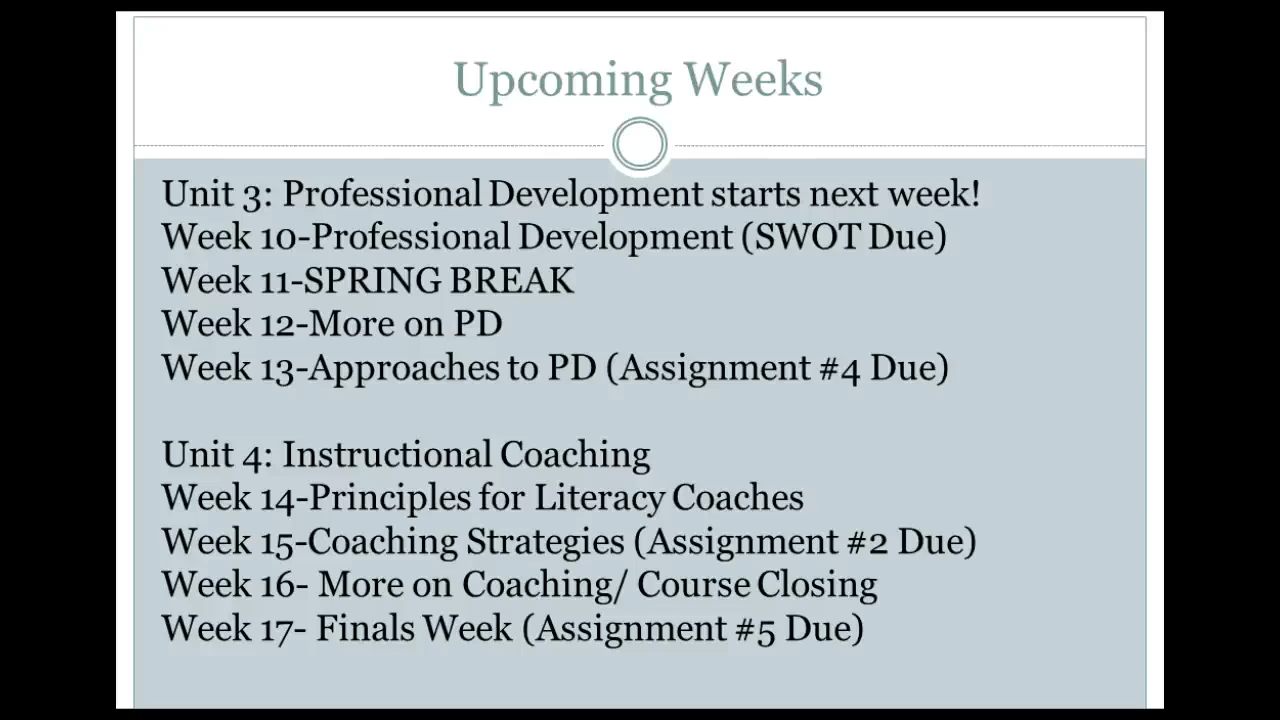 Upcoming Weeks
Unit 3: Professional Development starts next week!
Week 10-Professional Development (SWOT Due)
Week 11-SPRING BREAK
Week 12-More on PD
Week 13-Approaches to PD (Assignment #4 Due)
Unit 4: Instructional Coaching
Week 14-Principles for Literacy Coaches
Week 15-Coaching Strategies (Assignment #2 Due)
Week 16- More on Coaching/ Course Closing
Week 17- Finals Week (Assignment #5 Due)